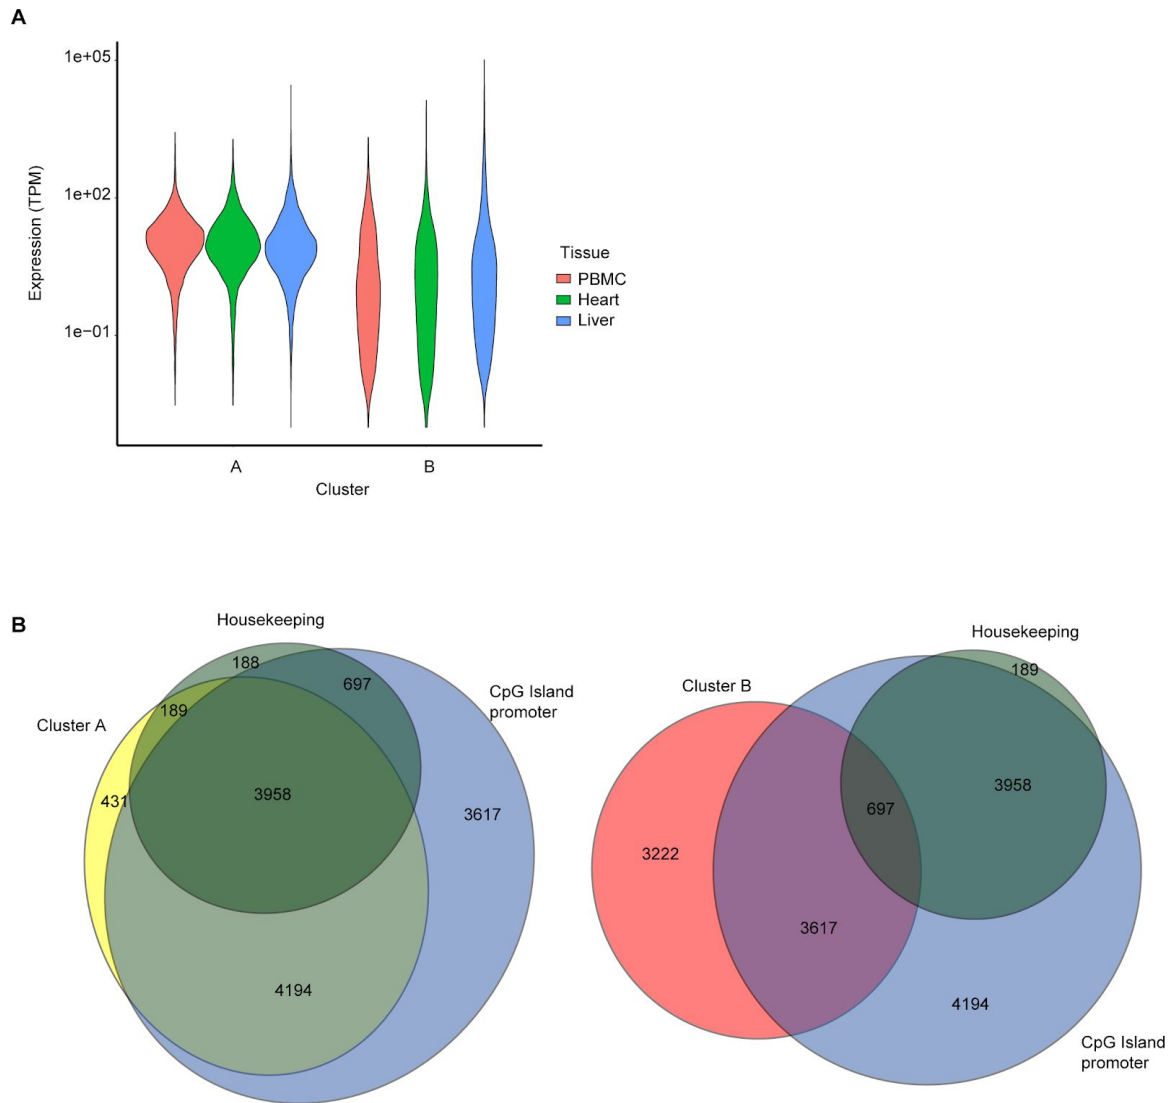 A
1e+05
1e+02
1e−01
Expression (TPM)
A
B
Cluster
Tissue
PBMC
Heart
Liver
B
Housekeeping
188
697
CpG Island
promoter
189
Cluster A
431
3958
3617
4194
Housekeeping
189
Cluster B
3958
697
3222
3617
4194
CpG Island
promoter